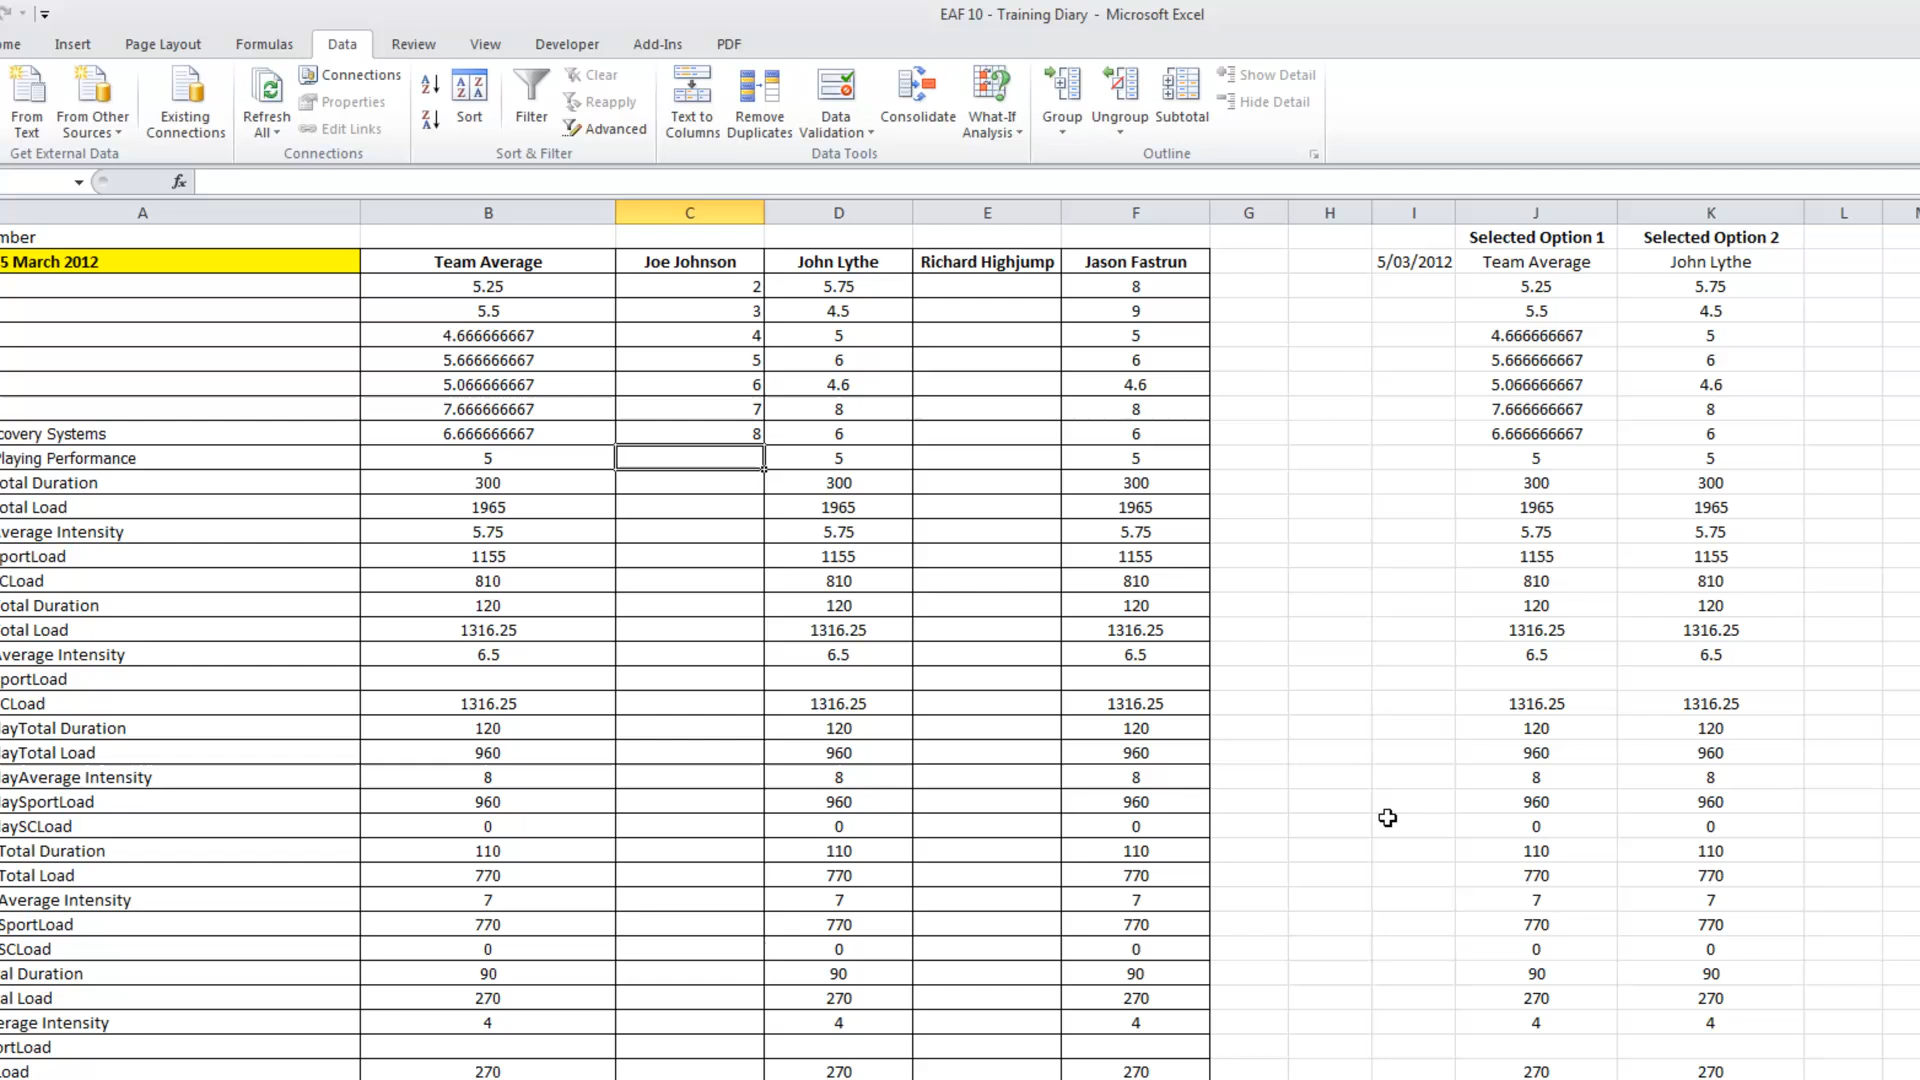 EAF 10 - Training Diary - Microsoft Excel
ome Insert Page Layout Formulas Data Review View Developer Add-Ins PDF
From Text
From Other Sources
Existing Connections
Get External Data
Refresh All
Connections
Properties
Edit Links
Connections
Sort
Filter
Clear
Reapply
Advanced
Sort & Filter
Text to Columns
Remove Duplicates
Data Validation
Consolidate
What-If Analysis
Data Tools
Group
Ungroup
Subtotal
Show Detail
Hide Detail
Outline
fx
A B C D E F G H I J K L
mber Selected Option 1 Selected Option 2
5 March 2012 Team Average Joe Johnson John Lythe Richard Highjump Jason Fastrun 5/03/2012 Team Average John Lythe
5.25 2 5.75 8 5.25 5.75
5.5 3 4.5 9 5.5 4.5
4.666666667 4 5 5 4.666666667 5
5.666666667 5 6 6 5.666666667 6
5.066666667 6 4.6 4.6 5.066666667 4.6
7.666666667 7 8 8 7.666666667 8
covery Systems 6.666666667 8 6 6 6.666666667 6
Playing Performance 5 5 5 5 5
otal Duration 300 300 300 300 300
otal Load 1965 1965 1965 1965 1965
verage Intensity 5.75 5.75 5.75 5.75 5.75
portLoad 1155 1155 1155 1155 1155
CLoad 810 810 810 810 810
otal Duration 120 120 120 120 120
otal Load 1316.25 1316.25 1316.25 1316.25 1316.25
Average Intensity 6.5 6.5 6.5 6.5 6.5
portLoad
CLoad 1316.25 1316.25 1316.25 1316.25 1316.25
ayTotal Duration 120 120 120 120 120
ayTotal Load 960 960 960 960 960
ayAverage Intensity 8 8 8 8 8
aySportLoad 960 960 960 960 960
aySCLoad 0 0 0 0 0
Total Duration 110 110 110 110 110
Total Load 770 770 770 770 770
Average Intensity 7 7 7 7 7
SportLoad 770 770 770 770 770
SCLoad 0 0 0 0 0
al Duration 90 90 90 90 90
al Load 270 270 270 270 270
erage Intensity 4 4 4 4 4
ortLoad
Load 270 270 270 270 270